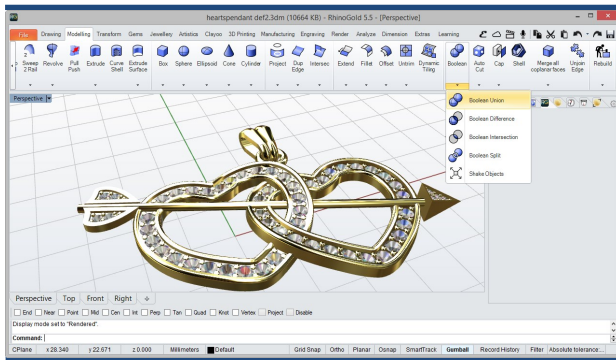 heartspendant def2.3dm (10664 KB) - RhinoGold 5.5 - [Perspective]
File Drawing Modelling Transform Gems Jewellery Artistics Clayoo 3D Printing Manufacturing Engraving Render Analyze Dimension Extras Learning
Sweep 2 Rail
Revolve
Pull Push
Extrude
Curve Shell
Extrude Surface
Box
Sphere
Ellipsoid
Cone
Cylinder
Project
Dup Edge
Intersec
Extend
Fillet
Offset
Untrim
Dynamic Tiling
Boolean
Auto Cut
Cap
Shell
Merge all coplanar faces
Unjoin Edge
Rebuild
Perspective
Boolean Union
Boolean Difference
Boolean Intersection
Boolean Split
Shake Objects
Perspective Top Front Right
End Near Point Mid Cen Int Perp Tan Quad Knot Vertex Project Disable
Display mode set to "Rendered".
Command:
CPlane x 28.340 y 22.671 z 0.000 Millimeters Default Grid Snap Ortho Planar Osnap SmartTrack Gumball Record History Filter Absolute tolerance:...